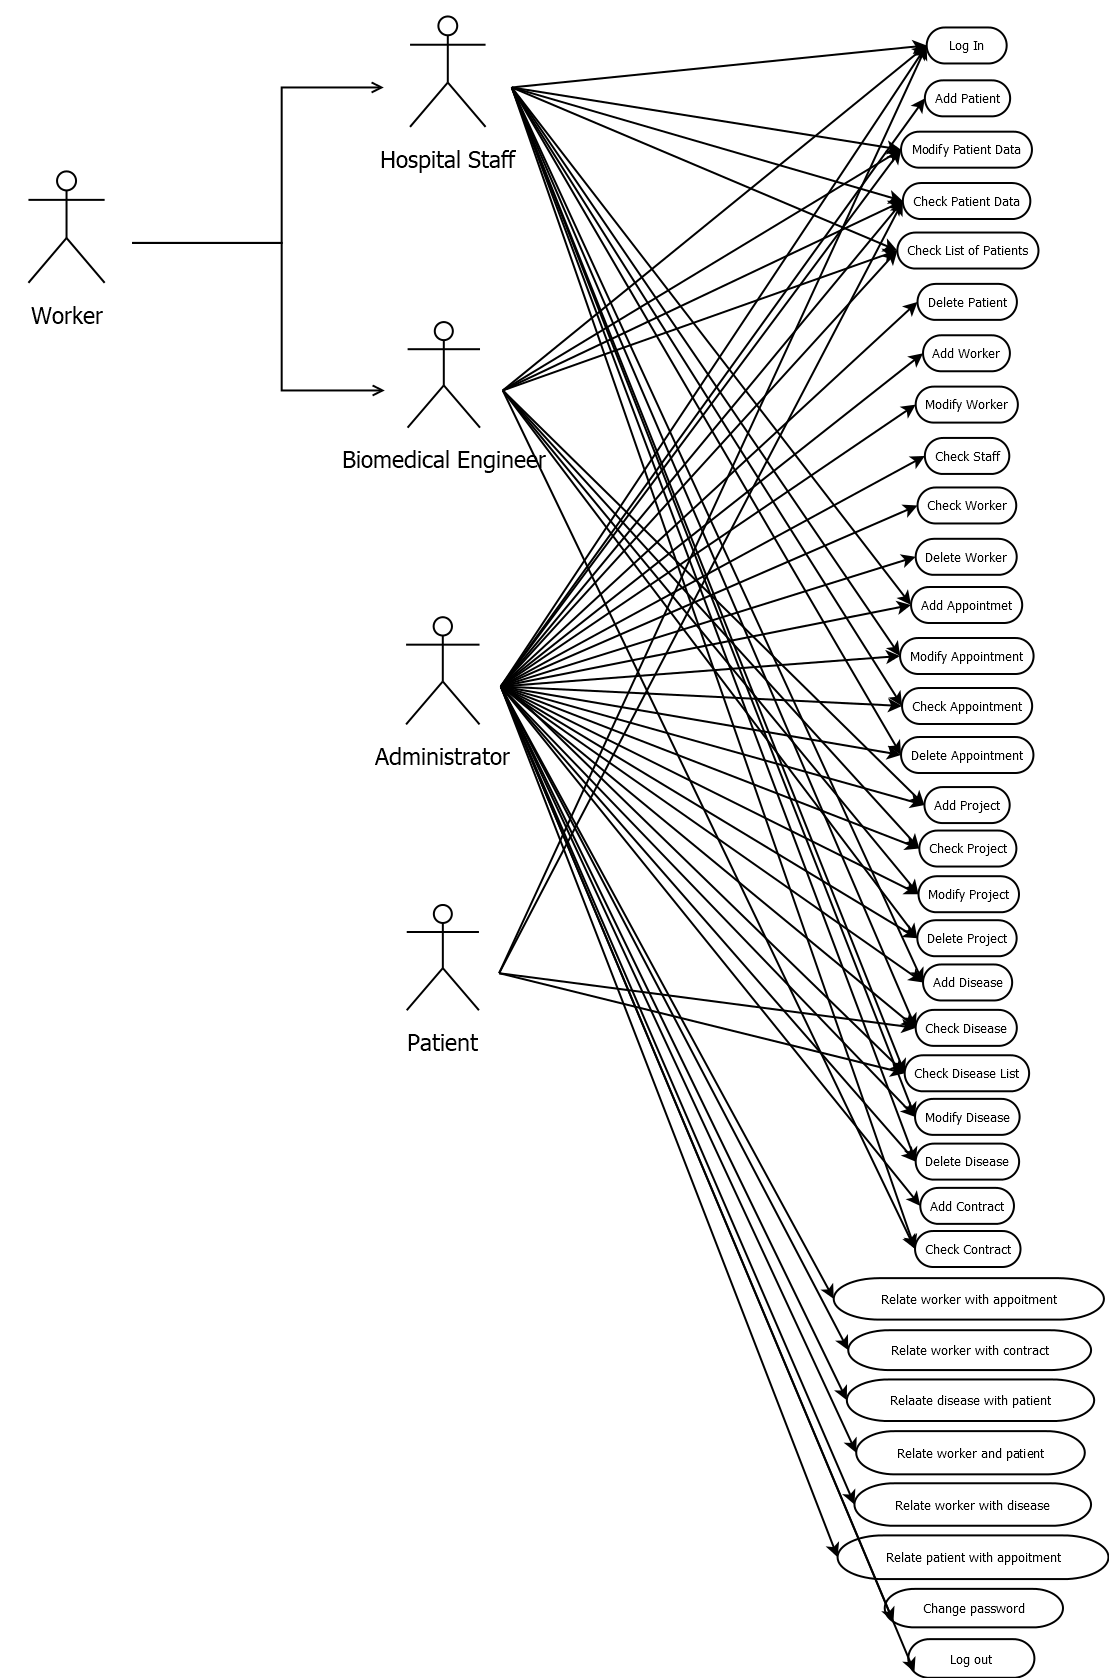 Hospital Staff
Worker
Biomedical Engineer
Administrator
Patient
Log In
Add Patient
Modify Patient Data
Check Patient Data
Check List of Patients
Delete Patient
Add Worker
Modify Worker
Check Staff
Check Worker
Delete Worker
Add Appointmet
Modify Appointment
Check Appointment
Delete Appointment
Add Project
Check Project
Modify Project
Delete Project
Add Disease
Check Disease
Check Disease List
Modify Disease
Delete Disease
Add Contract
Check Contract
Relate worker with appoitment
Relate worker with contract
Relaate disease with patient
Relate worker and patient
Relate worker with disease
Relate patient with appoitment
Change password
Log out